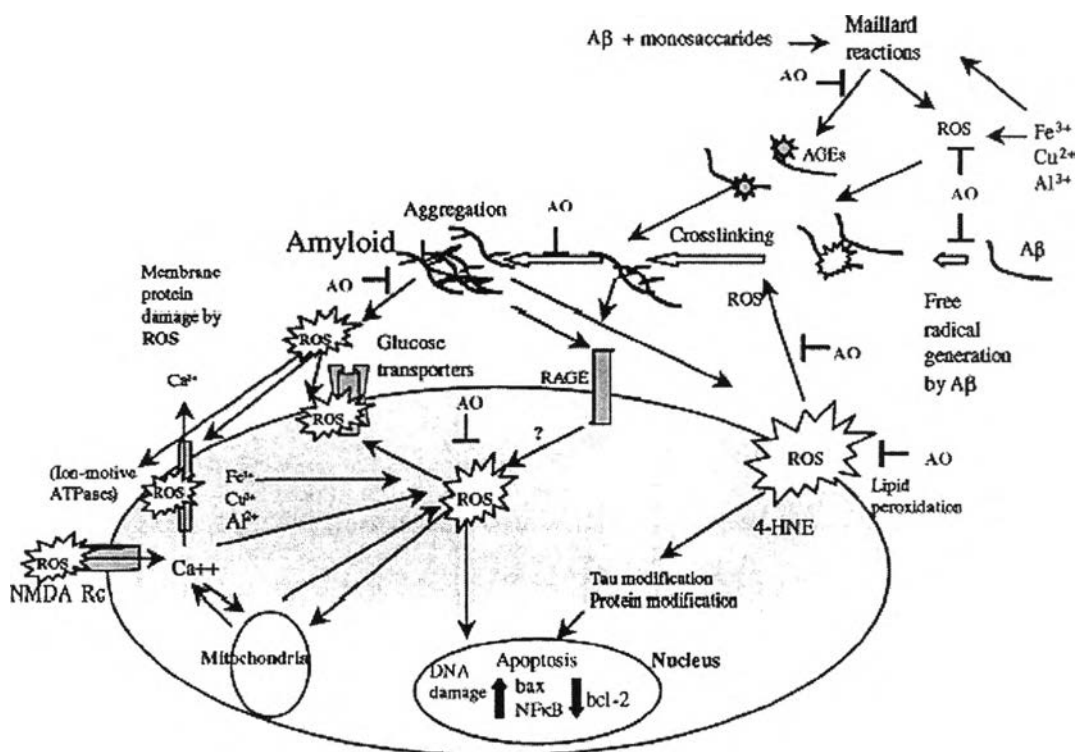 Aβ + monosaccarides
Maillard
reactions
AO
ROS
Fe³⁺
Cu²⁺
Al³⁺
AGEs
AO
Aggregation
AO
Crosslinking
Amyloid
Aβ
Membrane
protein
damage by
ROS
AO
ROS
Free
radical
generation
by Aβ
ROS
AO
Glucose
transporters
RAGE
Ca²⁺
ROS
AO
?
(Ion-motive
ATPases)
ROS
Fe³⁺
Cu²⁺
Al²⁺
ROS
ROS
AO
Lipid
peroxidation
4-HNE
ROS
NMDA Rc
Ca++
Tau modification
Protein modification
Mitochondria
Nucleus
DNA
damage
Apoptosis
bax
NFκB
bcl-2